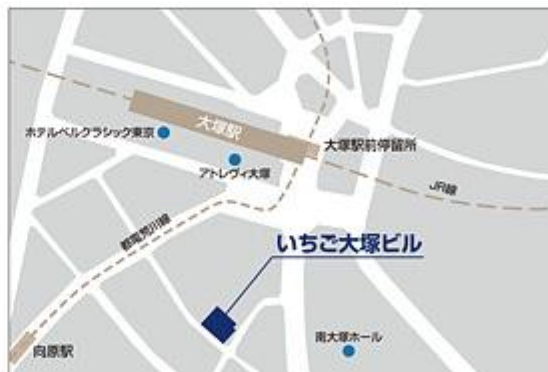 大塚駅
ホテルベルクラシック東京
大塚駅前停留所
アトレヴィ大塚
JR線
都電荒川線
いちご大塚ビル
向原駅
南大塚ホール